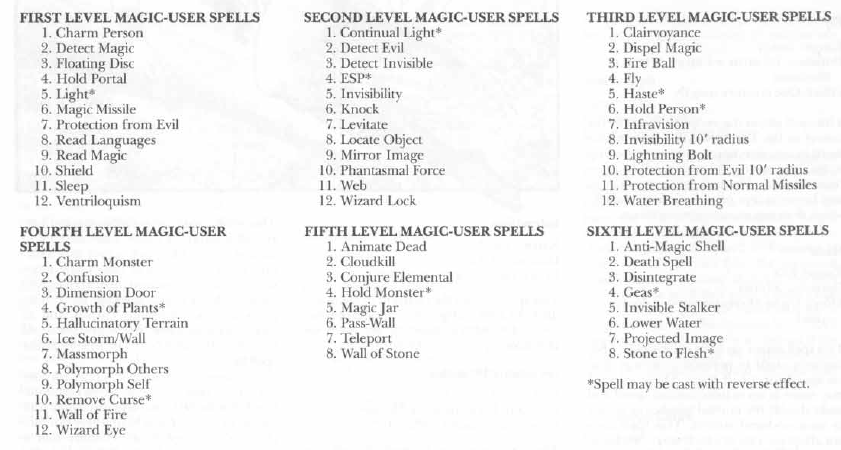 FIRST LEVEL MAGIC-USER SPELLS
1. Charm Person
2. Detect Magic
3. Floating Disc
4. Hold Portal
5. Light*
6. Magic Missile
7. Protection from Evil
8. Read Languages
9. Read Magic
10. Shield
11. Sleep
12. Ventriloquism
SECOND LEVEL MAGIC-USER SPELLS
1. Continual Light*
2. Detect Evil
3. Detect Invisible
4. ESP*
5. Invisibility
6. Knock
7. Levitate
8. Locate Object
9. Mirror Image
10. Phantasmal Force
11. Web
12. Wizard Lock
THIRD LEVEL MAGIC-USER SPELLS
1. Clairvoyance
2. Dispel Magic
3. Fire Ball
4. Fly
5. Haste*
6. Hold Person*
7. Infravision
8. Invisibility 10' radius
9. Lightning Bolt
10. Protection from Evil 10' radius
11. Protection from Normal Missiles
12. Water Breathing
FOURTH LEVEL MAGIC-USER
SPELLS
1. Charm Monster
2. Confusion
3. Dimension Door
4. Growth of Plants*
5. Hallucinatory Terrain
6. Ice Storm/Wall
7. Massmorph
8. Polymorph Others
9. Polymorph Self
10. Remove Curse*
11. Wall of Fire
12. Wizard Eye
FIFTH LEVEL MAGIC-USER SPELLS
1. Animate Dead
2. Cloudkill
3. Conjure Elemental
4. Hold Monster*
5. Magic Jar
6. Pass-Wall
7. Teleport
8. Wall of Stone
SIXTH LEVEL MAGIC-USER SPELLS
1. Anti-Magic Shell
2. Death Spell
3. Disintegrate
4. Geas*
5. Invisible Stalker
6. Lower Water
7. Projected Image
8. Stone to Flesh*
*Spell may be cast with reverse effect.